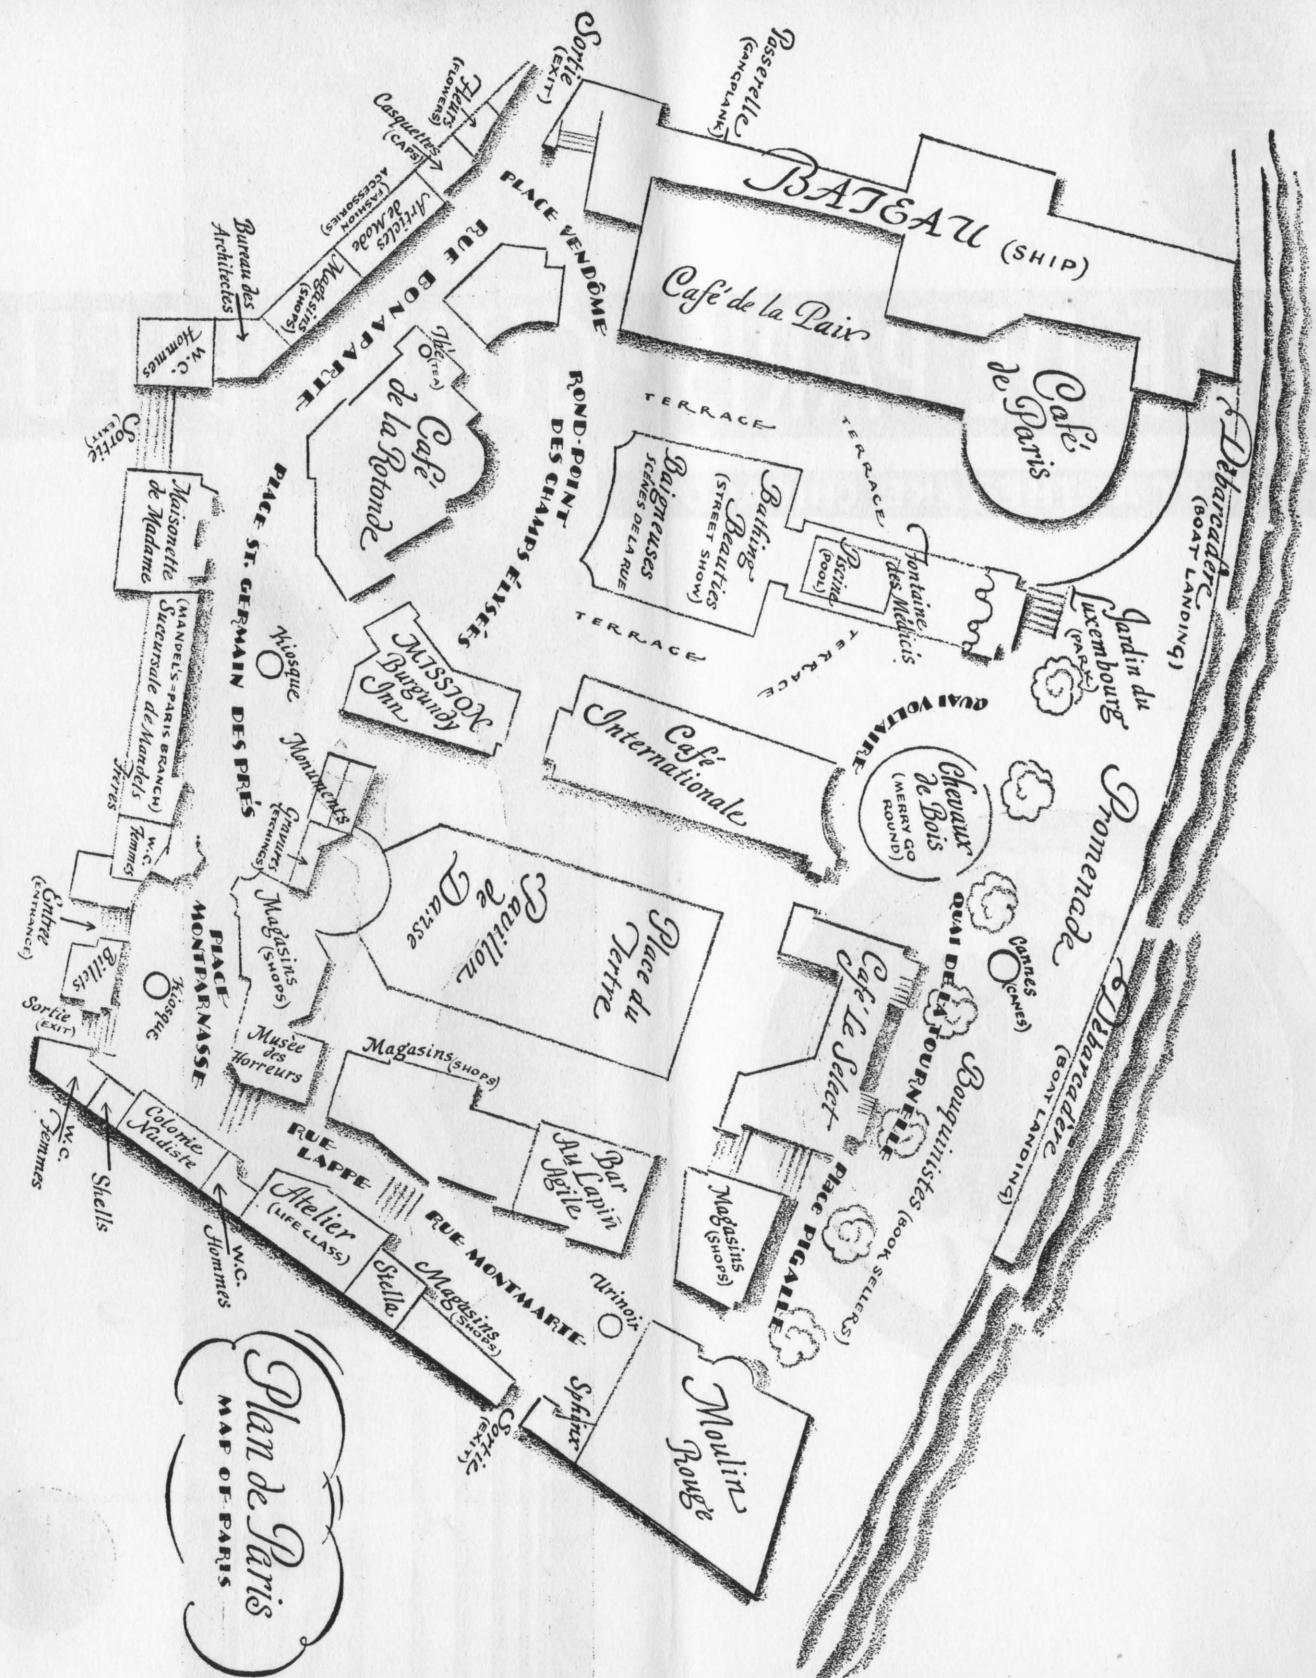 Sortie
(EXIT)
Passerelle
(GANGPLANK)
Fleurs
(FLOWERS)
Casquettes
(CAPS)
Articles
de Mode
(FASHION
ACCESSORIES)
Magasins
(SHOPS)
Bureau des
Architectes
W.C.
Hommes
Sortie
(EXIT)
PLACE VENDÔME
RUE BONAPARTE
BATEAU (SHIP)
Café de la Paix
Café
de Paris
Débarcadère
(BOAT LANDING)
Thé (TEA)
Café
de la Rotonde
ROND-POINT
DES CHAMPS ÉLYSÉES
TERRACE
TERRACE
Bathing
Beauties
(STREET SHOW)
Baigneuses
SCÈNES DE LA RUE
Piscine
(POOL)
Fontaine
des Médicis
Jardin du
Luxembourg
(PARK)
TERRACE
TERRACE
Maisonette
de Madame
PLACE ST. GERMAIN DES PRÉS
Kiosque
MISSION
Burgundy
Inn
Café
Internationale
QUAI VOLTAIRE
Chevaux
de Bois
(MERRY GO
ROUND)
Promenade
(MANDEL'S = PARIS BRANCH)
Succursale de Mandels
Frères
W.C.
Femmes
Monuments
Gravures
(ETCHINGS)
Magasins
(SHOPS)
Pavillon
de
Danse
Place du
Tertre
Café Le Select
QUAI DE LA TOURNELLE
Cannes
(CANES)
Débarcadère
(BOAT LANDING)
Bouquinistes (BOOK SELLERS)
Entrée
(ENTRANCE)
Billets
Sortie
(EXIT)
Kiosque
PLACE
MONTPARNASSE
Musée
des
Horreurs
Magasins (SHOPS)
W.C.
Femmes
Shells
Colonie
Nudiste
W.C.
Hommes
RUE
LAPPE
Atelier
(LIFE CLASS)
Stella
Magasins
(SHOPS)
RUE MONTMARTE
Bar
Au Lapin
Agile
Magasins
(SHOPS)
Place PIGALLE
Urinoir
Sphinx
Sortie
(EXIT)
Moulin
Rouge
Plan de Paris
MAP OF PARIS